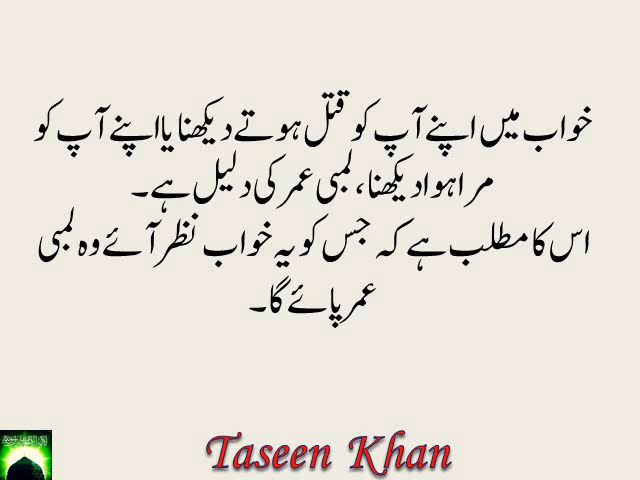 خواب میں اپنے آپ کو قتل ہوتے دیکھنا یا اپنے آپ کو
مرا ہوا دیکھنا، لمبی عمر کی دلیل ہے۔
اس کا مطلب ہے کہ جس کو یہ خواب نظر آئے وہ لمبی
عمر پائے گا۔
Taseen Khan